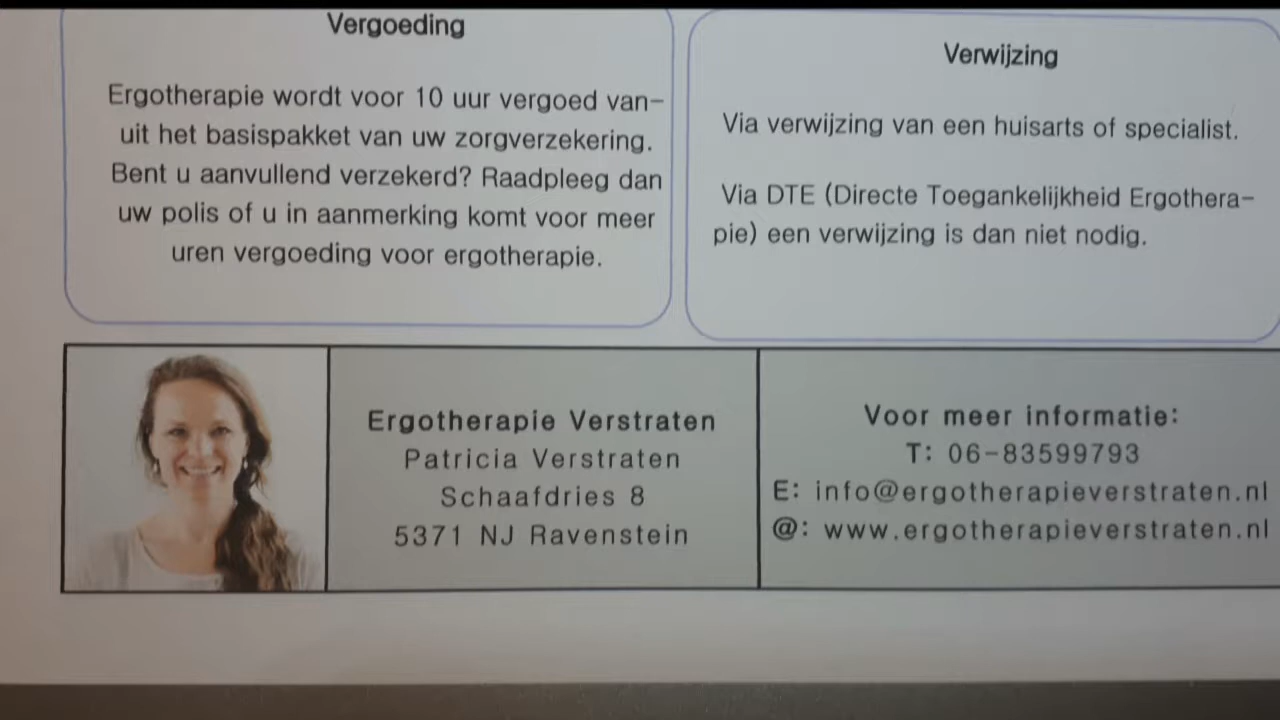 Vergoeding
Ergotherapie wordt voor 10 uur vergoed van-
uit het basispakket van uw zorgverzekering.
Bent u aanvullend verzekerd? Raadpleeg dan
uw polis of u in aanmerking komt voor meer
uren vergoeding voor ergotherapie.
Verwijzing
Via verwijzing van een huisarts of specialist.
Via DTE (Directe Toegankelijkheid Ergothera-
pie) een verwijzing is dan niet nodig.
Ergotherapie Verstraten
Patricia Verstraten
Schaafdries 8
5371 NJ Ravenstein
Voor meer informatie:
T: 06-83599793
E: info@ergotherapieverstraten.nl
@: www.ergotherapieverstraten.nl